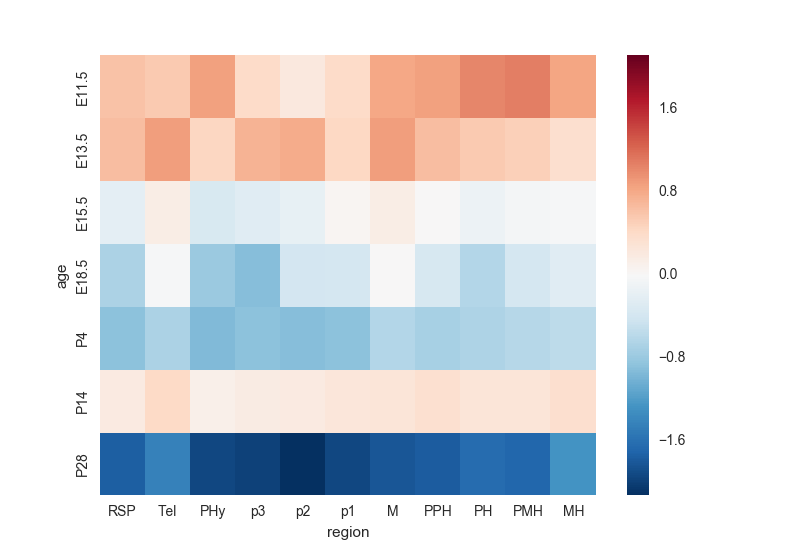 E11.5
E13.5
E15.5
E18.5
P4
P14
P28
age
RSP Tel PHy p3 p2 p1 M PPH PH PMH MH
region
1.6
0.8
0.0
−0.8
−1.6